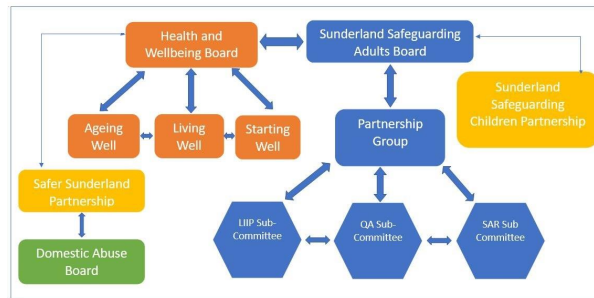 Health and
Wellbeing Board
Sunderland Safeguarding
Adults Board
Sunderland
Safeguarding
Children Partnership
Ageing
Well
Living
Well
Starting
Well
Partnership
Group
Safer Sunderland
Partnership
Domestic Abuse
Board
LIIP Sub-
Committee
QA Sub-
Committee
SAR Sub
Committee